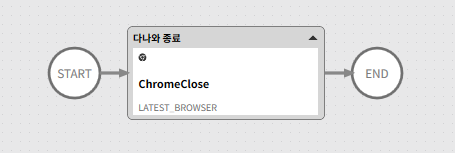 다나와 종료
START
ChromeClose
END
LATEST_BROWSER